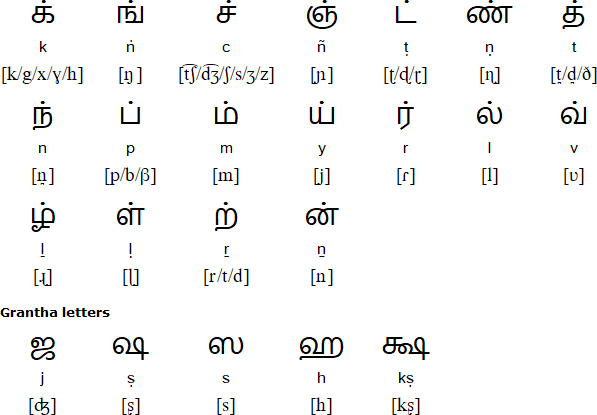 க் ங் ச் ஞ் ட் ண் த்
k ṅ c ñ ṭ ṇ t
[k/g/x/ɣ/h] [ŋ] [t͡ʃ/d͡ʒ/ʃ/s/ʒ/z] [ɲ] [ʈ/ɖ/ɽ] [ɳ] [t̪/d̪/ð]
ந் ப் ம் ய் ர் ல் வ்
n p m y r l v
[n̪] [p/b/β] [m] [j] [ɾ] [l] [ʋ]
ழ் ள் ற் ன்
ḻ ḷ ṟ ṉ
[ɻ] [ɭ] [r/t/d] [n]
Grantha letters
ஜ ஷ ஸ ஹ க்ஷ
j ṣ s h kṣ
[ʤ] [ʂ] [s] [h] [kʂ]